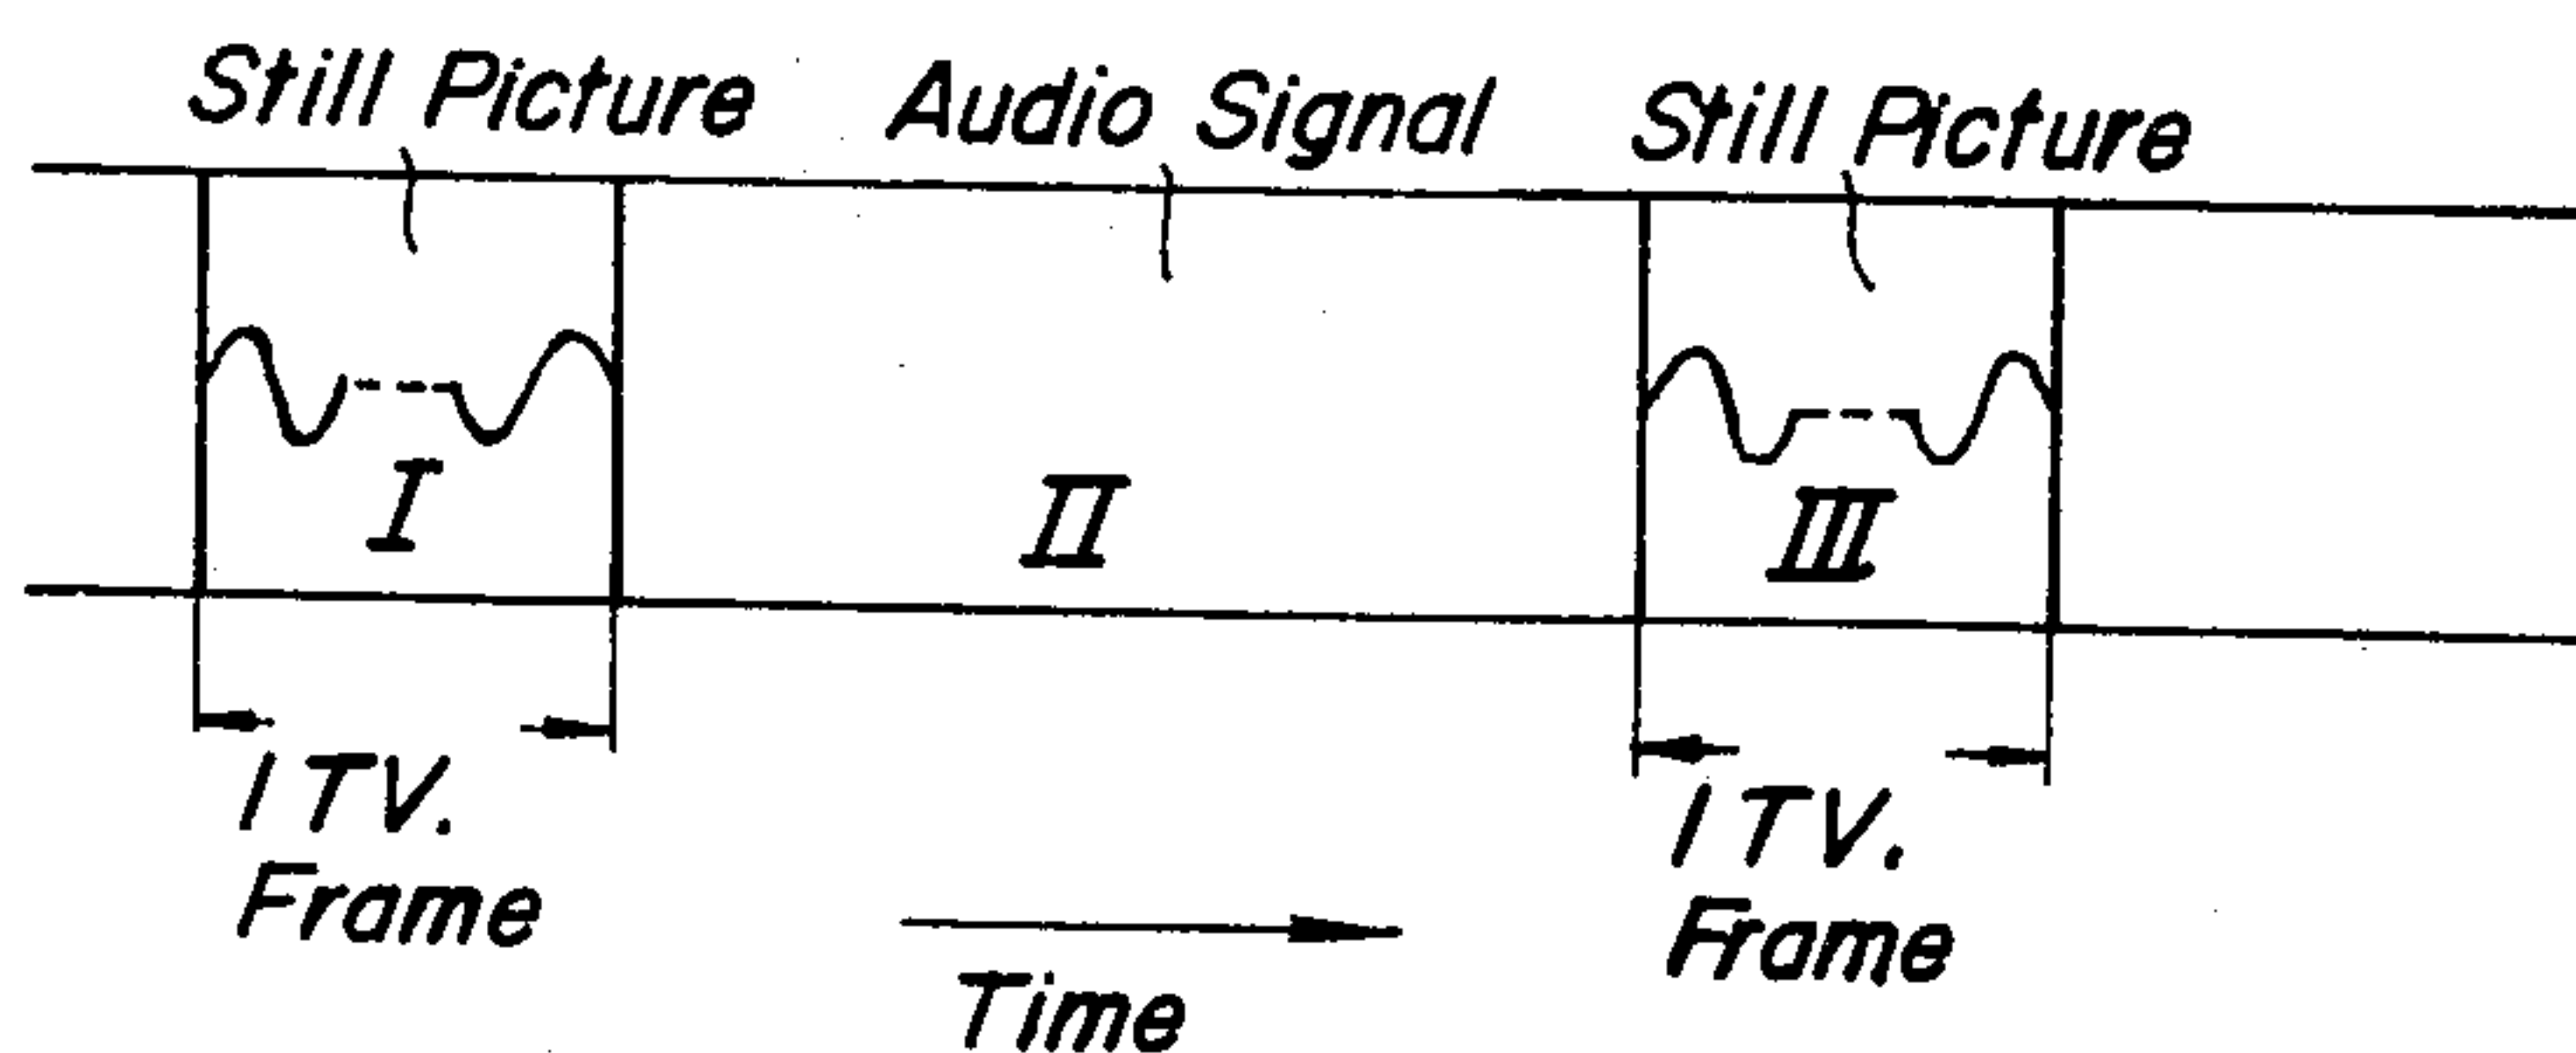 Still Picture Audio Signal Still Picture
I II III
1 TV. 1 TV.
Frame Frame
Time